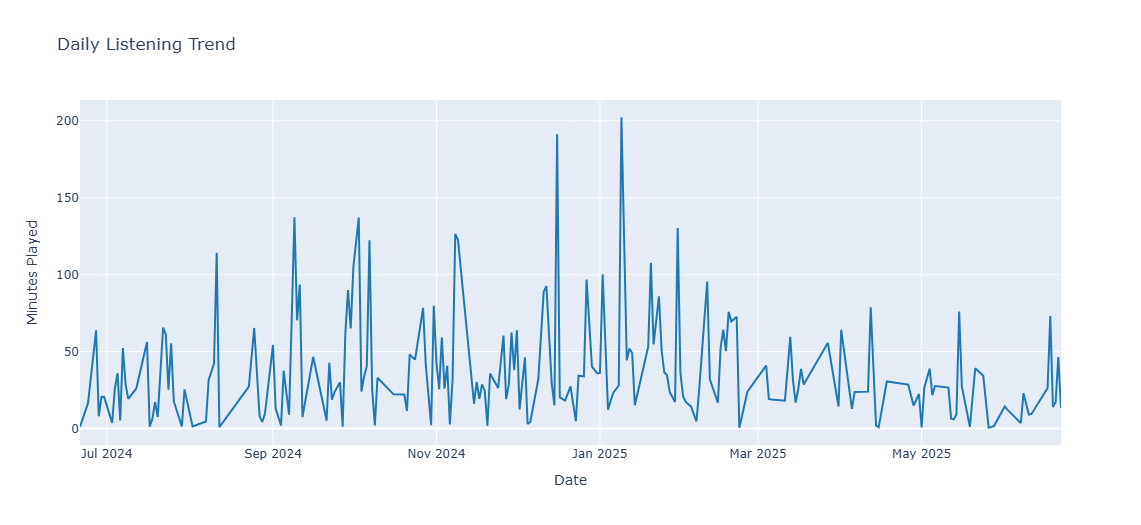 Daily Listening Trend
200
150
100
50
0
Minutes Played
Jul 2024
Sep 2024
Nov 2024
Jan 2025
Mar 2025
May 2025
Date